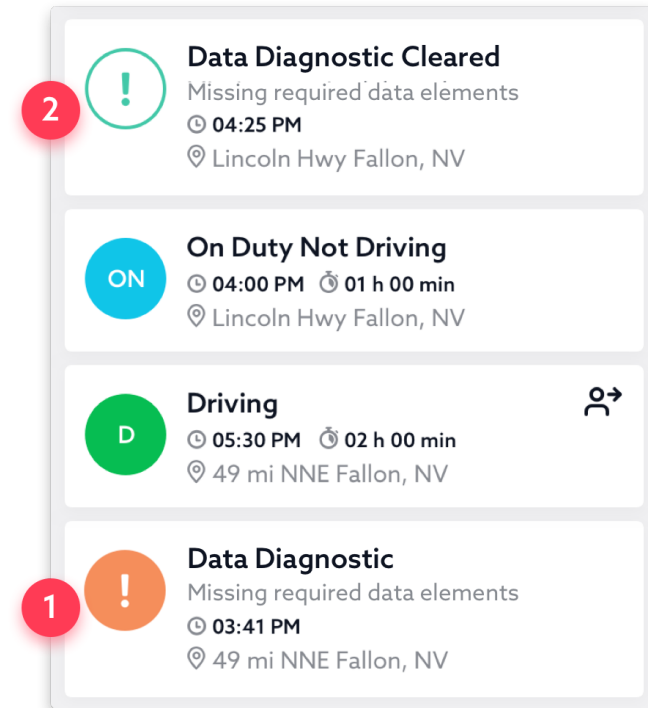 Data Diagnostic Cleared
Missing required data elements
04:25 PM
Lincoln Hwy Fallon, NV
2
ON
On Duty Not Driving
04:00 PM 01 h 00 min
Lincoln Hwy Fallon, NV
D
Driving
05:30 PM 02 h 00 min
49 mi NNE Fallon, NV
Data Diagnostic
Missing required data elements
1
03:41 PM
49 mi NNE Fallon, NV